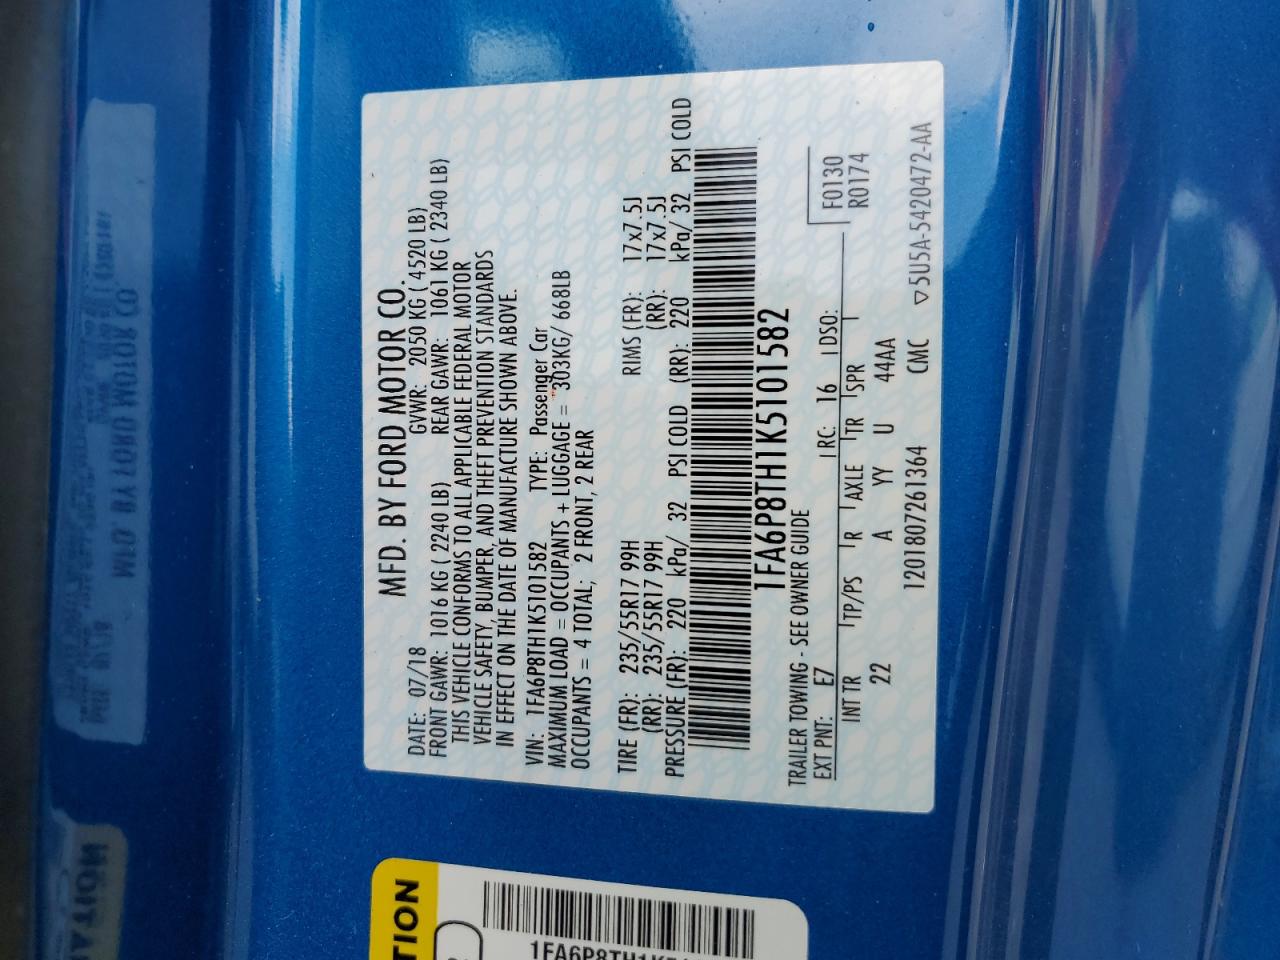 MFD. BY FORD MOTOR CO.
DATE: 07/18 GVWR: 2050 KG ( 4520 LB)
FRONT GAWR: 1016 KG ( 2240 LB) REAR GAWR: 1061 KG ( 2340 LB)
THIS VEHICLE CONFORMS TO ALL APPLICABLE FEDERAL MOTOR
VEHICLE SAFETY, BUMPER, AND THEFT PREVENTION STANDARDS
IN EFFECT ON THE DATE OF MANUFACTURE SHOWN ABOVE.
VIN: 1FA6P8TH1K5101582 TYPE: Passenger Car
MAXIMUM LOAD = OCCUPANTS + LUGGAGE = 303KG/ 668LB
OCCUPANTS = 4 TOTAL; 2 FRONT, 2 REAR
TIRE (FR): 235/55R17 99H RIMS (FR): 17x7.5J
(RR): 235/55R17 99H (RR): 17x7.5J
PRESSURE (FR): 220 kPa/ 32 PSI COLD (RR): 220 kPa/ 32 PSI COLD
1FA6P8TH1K5101582
TRAILER TOWING - SEE OWNER GUIDE
EXT PNT: E7 RC: 16 DSO: F0130
INT TR TP/PS R AXLE TR SPR R0174
22 A YY U 44AA
1201807261364 CMC ▽5U5A-5420472-AA
TION